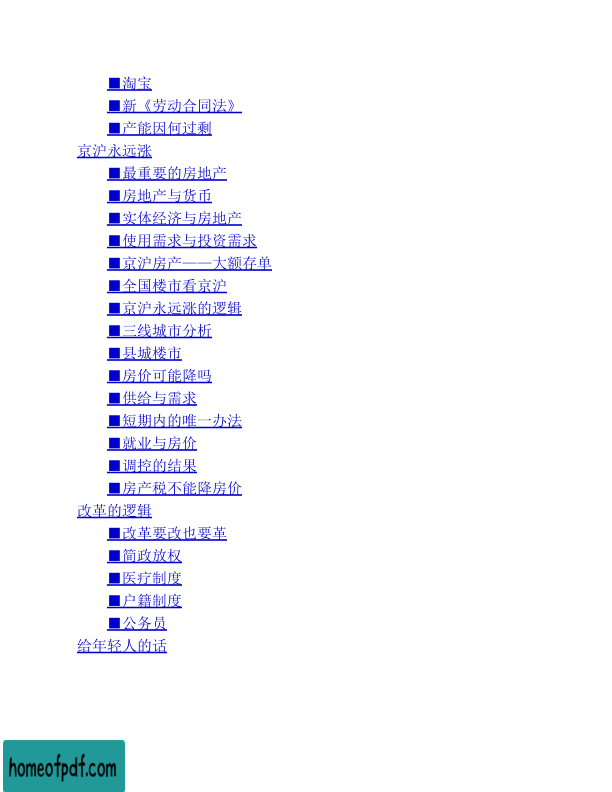 ■淘宝
■新《劳动合同法》
■产能因何过剩
京沪永远涨
■最重要的房地产
■房地产与货币
■实体经济与房地产
■使用需求与投资需求
■京沪房产——大额存单
■全国楼市看京沪
■京沪永远涨的逻辑
■三线城市分析
■县城楼市
■房价可能降吗
■供给与需求
■短期内的唯一办法
■就业与房价
■调控的结果
■房产税不能降房价
改革的逻辑
■改革要改也要革
■简政放权
■医疗制度
■户籍制度
■公务员
给年轻人的话
homeofpdf.com